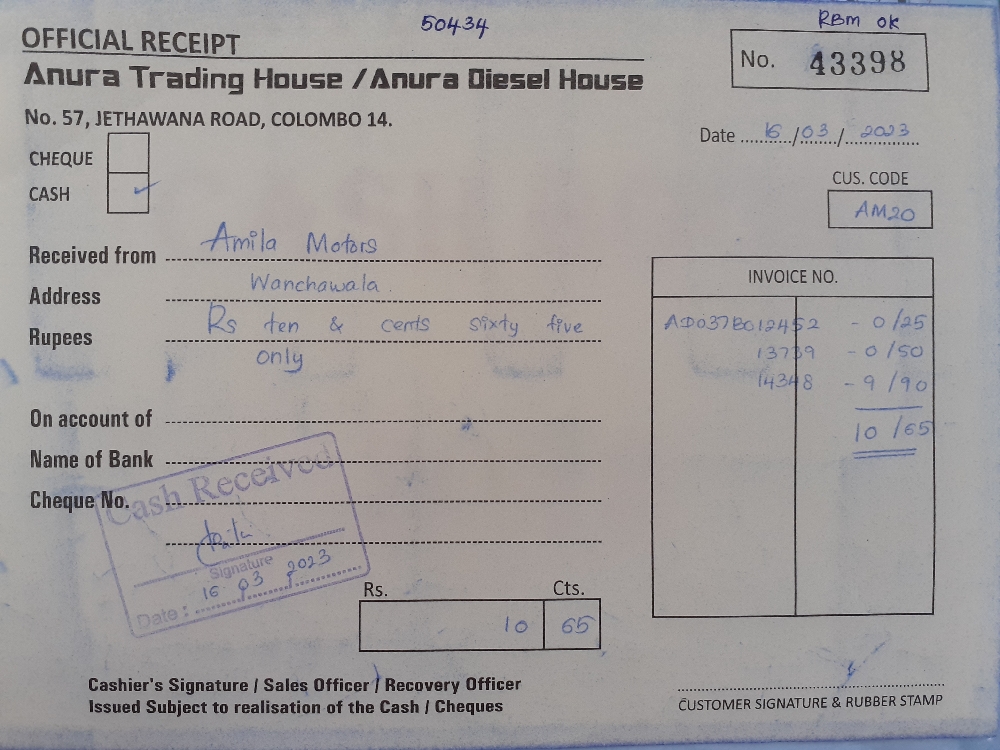 50434
RBM ok
OFFICIAL RECEIPT
Anura Trading House / Anura Diesel House
No. 43398
No. 57, JETHAWANA ROAD, COLOMBO 14.
Date 16/03/2023
CHEQUE
CASH ✓
CUS. CODE
AM20
Received from Amila Motors
Address Wanchawala.
Rupees Rs ten & cents sixty five
only
On account of
Name of Bank
Cheque No.
INVOICE NO.
AD037B012452 - 0/25
13739 - 0/50
14348 - 9/90
10/65
Cash Received
Signature
Date : 16 03 2023
Rs. Cts.
10 65
Cashier's Signature / Sales Officer / Recovery Officer
Issued Subject to realisation of the Cash / Cheques
CUSTOMER SIGNATURE & RUBBER STAMP